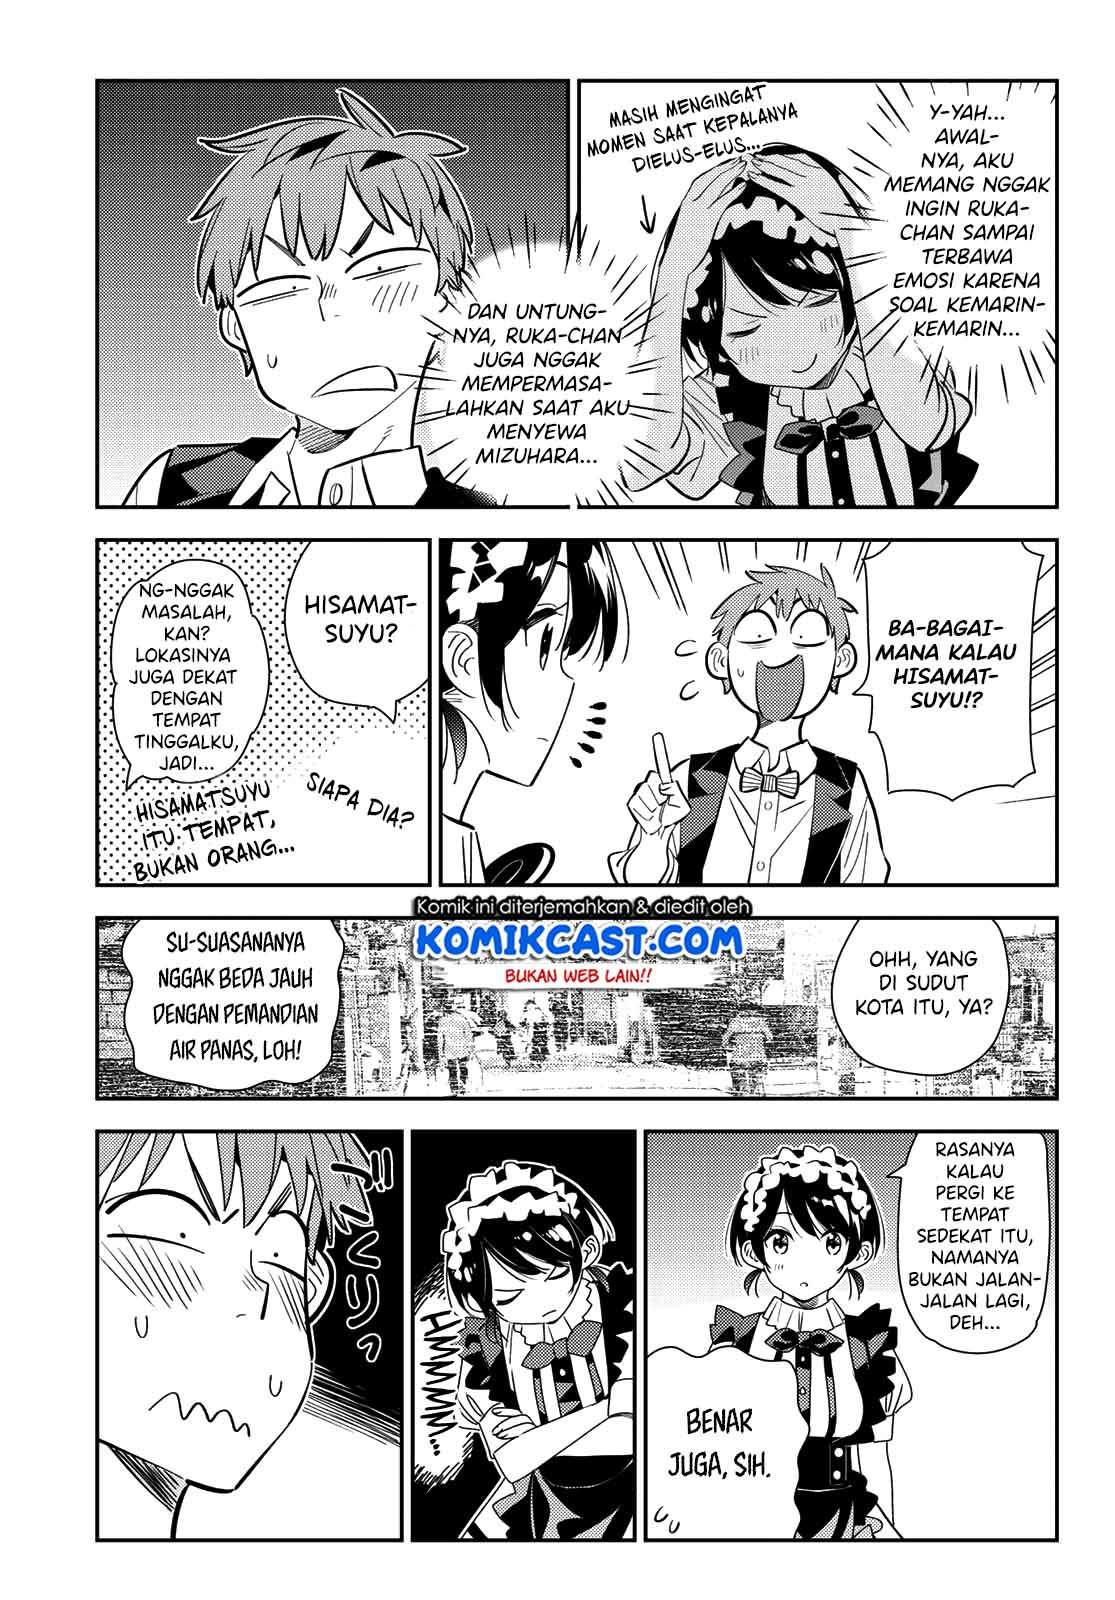 Y-YAH...
AWAL-
NYA, AKU
MEMANG NGGAK
INGIN RUKA-
CHAN SAMPAI
TERBAWA
EMOSI KARENA
SOAL KEMARIN-
KEMARIN...
MASIH MENGINGAT
MOMEN SAAT KEPALANYA
DIELUS-ELUS...
DAN UNTUNG-
NYA, RUKA-CHAN
JUGA NGGAK
MEMPERMASA-
LAHKAN SAAT AKU
MENYEWA
MIZUHARA...
BA-BAGAI-
MANA KALAU
HISAMAT-
SUYU!?
HISAMAT-
SUYU?
SIAPA DIA?
NG-NGGAK
MASALAH,
KAN?
LOKASINYA
JUGA DEKAT
DENGAN
TEMPAT
TINGGALKU,
JADI...
HISAMATSUYU
ITU TEMPAT,
BUKAN ORANG...
OHH, YANG
DI SUDUT
KOTA ITU, YA?
Komik ini diterjemahkan & diedit oleh
KOMIKCAST.COM
BUKAN WEB LAIN!!
SU-SUASANANYA
NGGAK BEDA JAUH
DENGAN PEMANDIAN
AIR PANAS, LOH!
RASANYA
KALAU
PERGI KE
TEMPAT
SEDEKAT ITU,
NAMANYA
BUKAN JALAN-
JALAN LAGI,
DEH...
BENAR
JUGA, SIH.
HMMMM...
ビクリッ